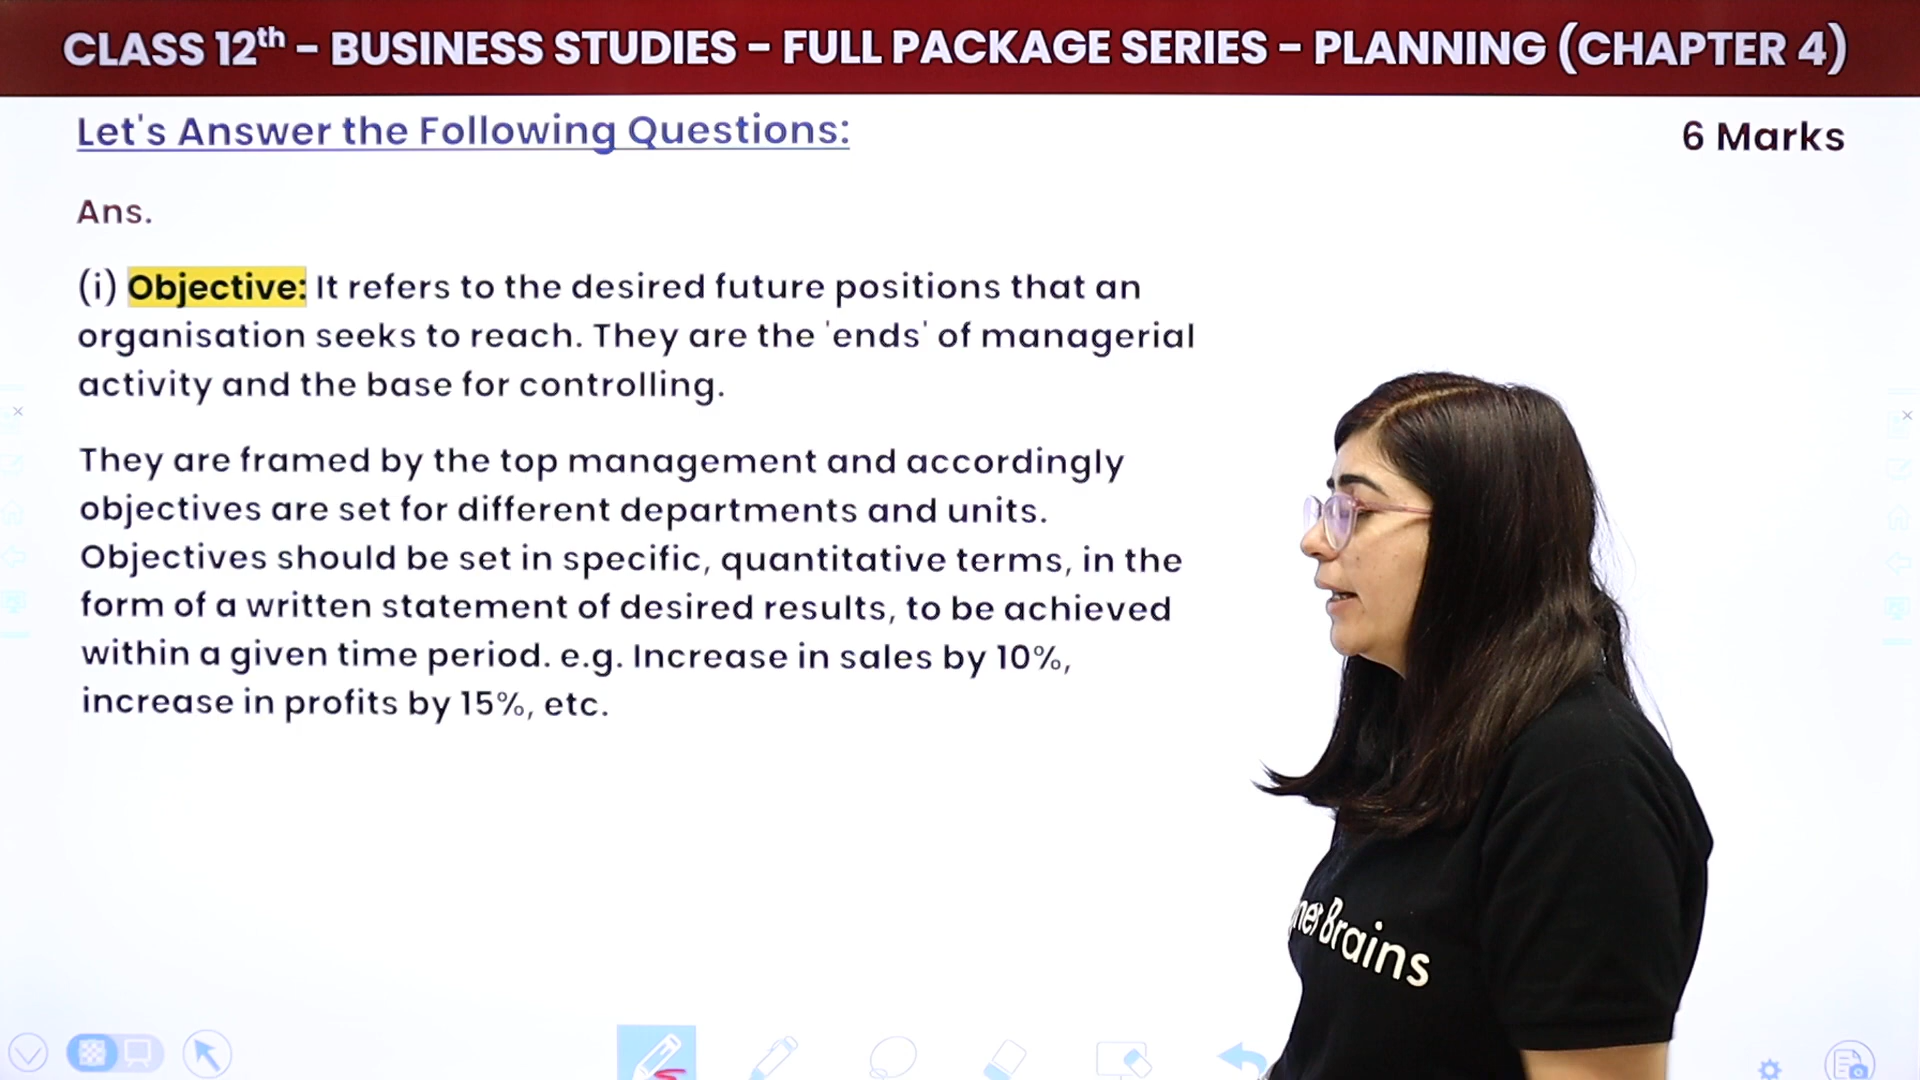 CLASS 12th – BUSINESS STUDIES – FULL PACKAGE SERIES – PLANNING (CHAPTER 4)
Let's Answer the Following Questions:
6 Marks
Ans.
(i) Objective: It refers to the desired future positions that an
organisation seeks to reach. They are the 'ends' of managerial
activity and the base for controlling.
They are framed by the top management and accordingly
objectives are set for different departments and units.
Objectives should be set in specific, quantitative terms, in the
form of a written statement of desired results, to be achieved
within a given time period. e.g. Increase in sales by 10%,
increase in profits by 15%, etc.
Brains